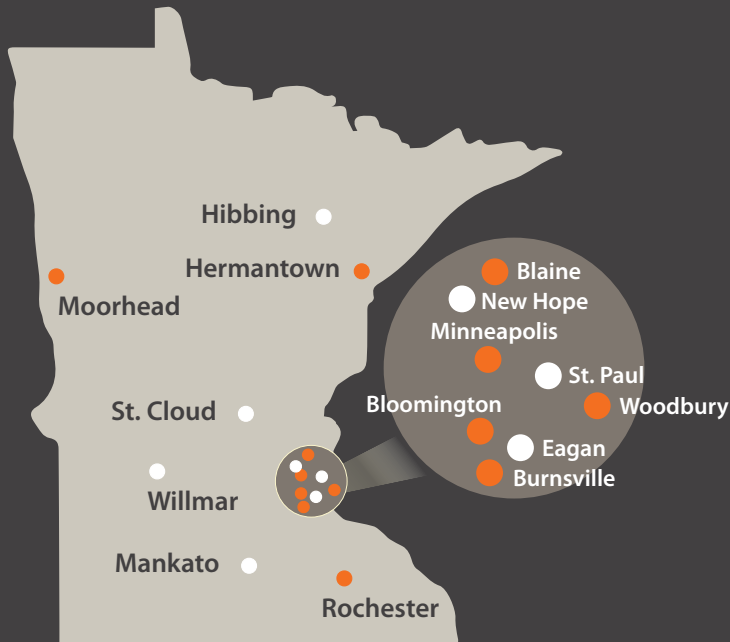 Hibbing
Hermantown
Moorhead
St. Cloud
Willmar
Mankato
Rochester
Blaine
New Hope
Minneapolis
St. Paul
Bloomington
Woodbury
Eagan
Burnsville